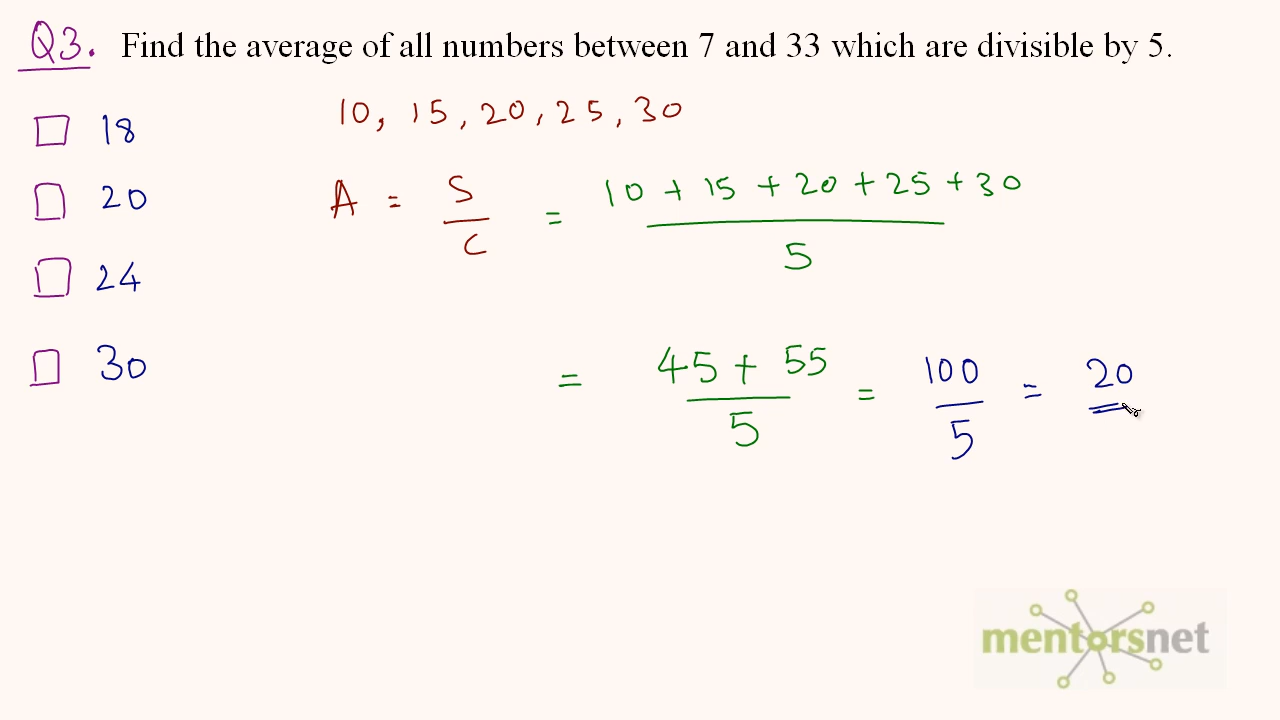 Q3. Find the average of all numbers between 7 and 33 which are divisible by 5.
18
20
24
30
10, 15, 20, 25, 30
A = S/C = 10 + 15 + 20 + 25 + 30 / 5
= 45 + 55 / 5 = 100 / 5 = 20
mentorsnet